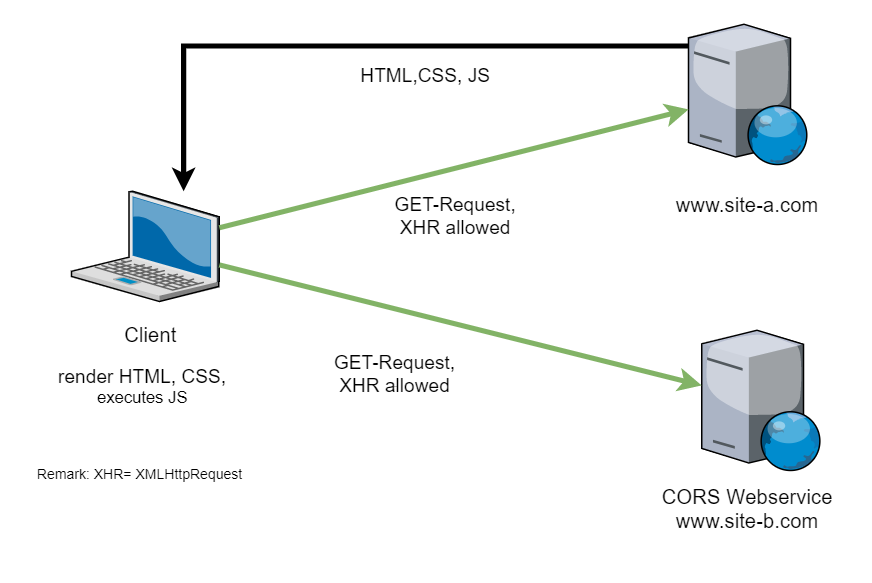 HTML,CSS, JS
GET-Request,
XHR allowed
www.site-a.com
Client
render HTML, CSS,
executes JS
GET-Request,
XHR allowed
Remark: XHR= XMLHttpRequest
CORS Webservice
www.site-b.com